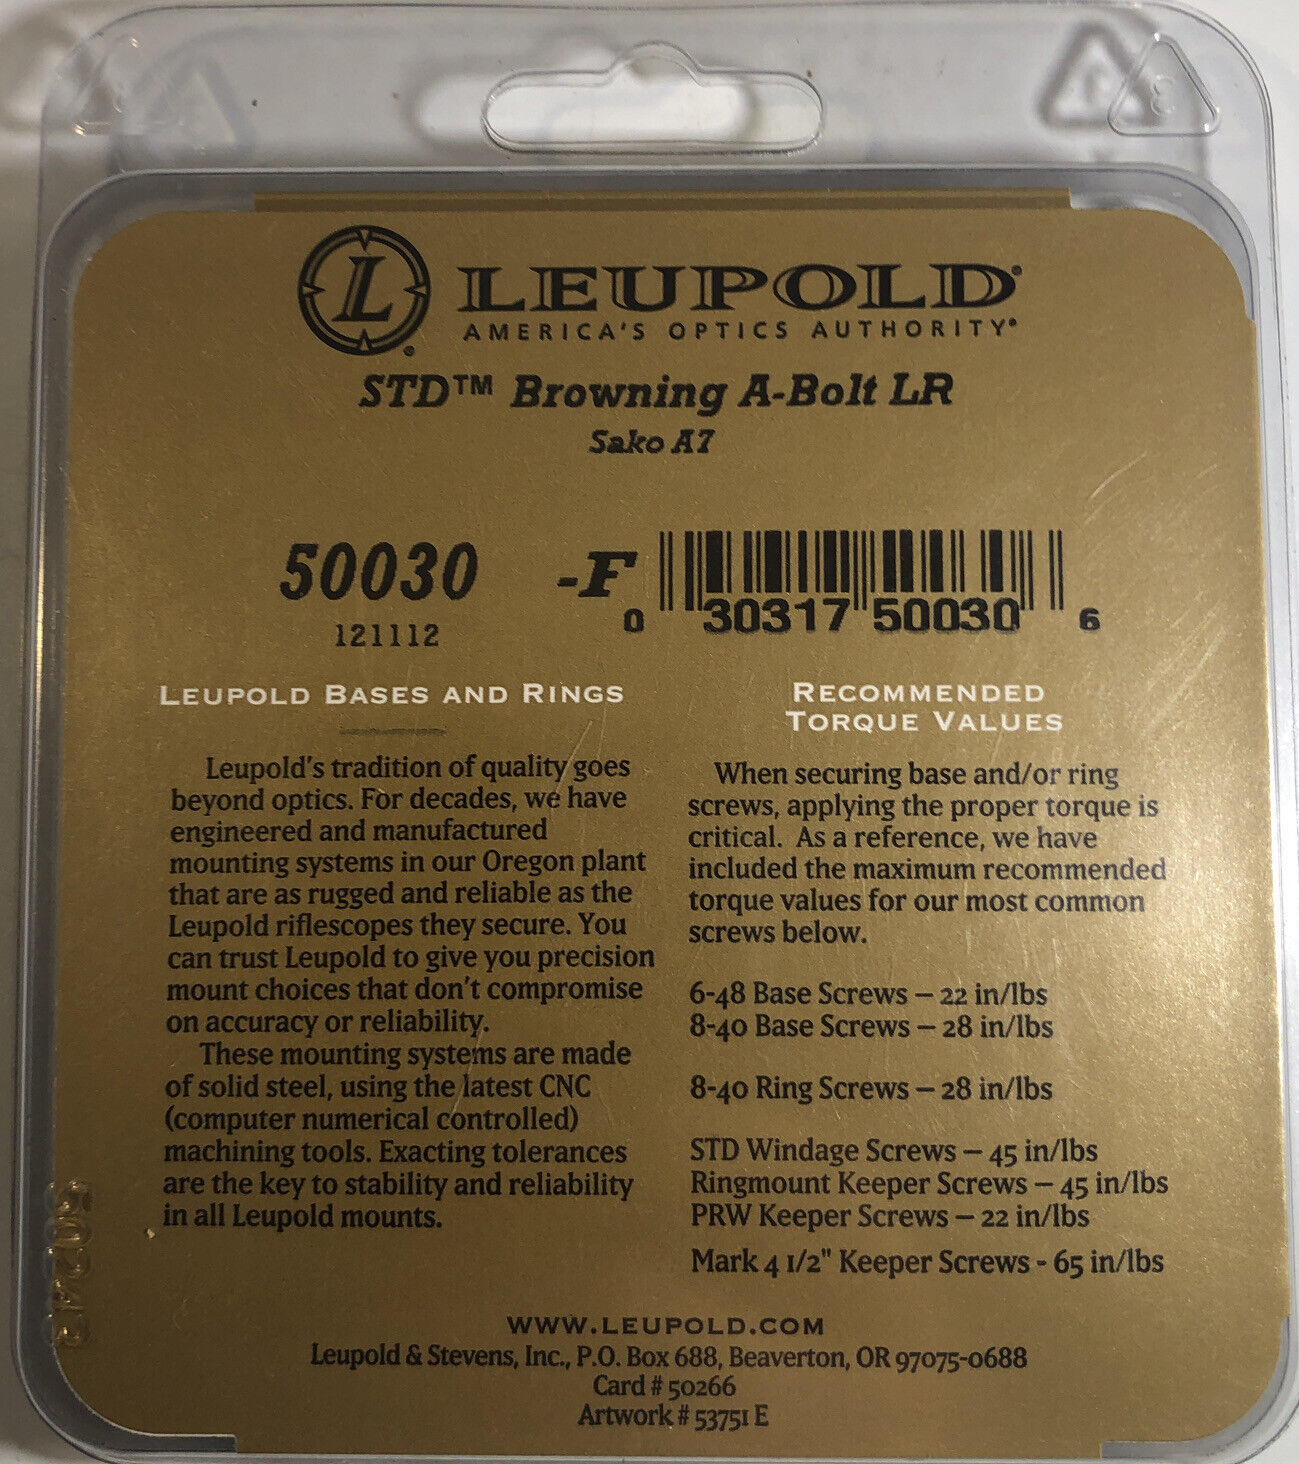 L
LEUPOLD®
AMERICA'S OPTICS AUTHORITY®
STD™ Browning A-Bolt LR
Sako A7
50030
121112
-F
0 30317 50030 6
LEUPOLD BASES AND RINGS
Leupold's tradition of quality goes
beyond optics. For decades, we have
engineered and manufactured
mounting systems in our Oregon plant
that are as rugged and reliable as the
Leupold riflescopes they secure. You
can trust Leupold to give you precision
mount choices that don't compromise
on accuracy or reliability.
These mounting systems are made
of solid steel, using the latest CNC
(computer numerical controlled)
machining tools. Exacting tolerances
are the key to stability and reliability
in all Leupold mounts.
RECOMMENDED
TORQUE VALUES
When securing base and/or ring
screws, applying the proper torque is
critical. As a reference, we have
included the maximum recommended
torque values for our most common
screws below.
6-48 Base Screws – 22 in/lbs
8-40 Base Screws – 28 in/lbs
8-40 Ring Screws – 28 in/lbs
STD Windage Screws – 45 in/lbs
Ringmount Keeper Screws – 45 in/lbs
PRW Keeper Screws – 22 in/lbs
Mark 4 1/2" Keeper Screws - 65 in/lbs
WWW.LEUPOLD.COM
Leupold & Stevens, Inc., P.O. Box 688, Beaverton, OR 97075-0688
Card # 50266
Artwork # 53751 E
3